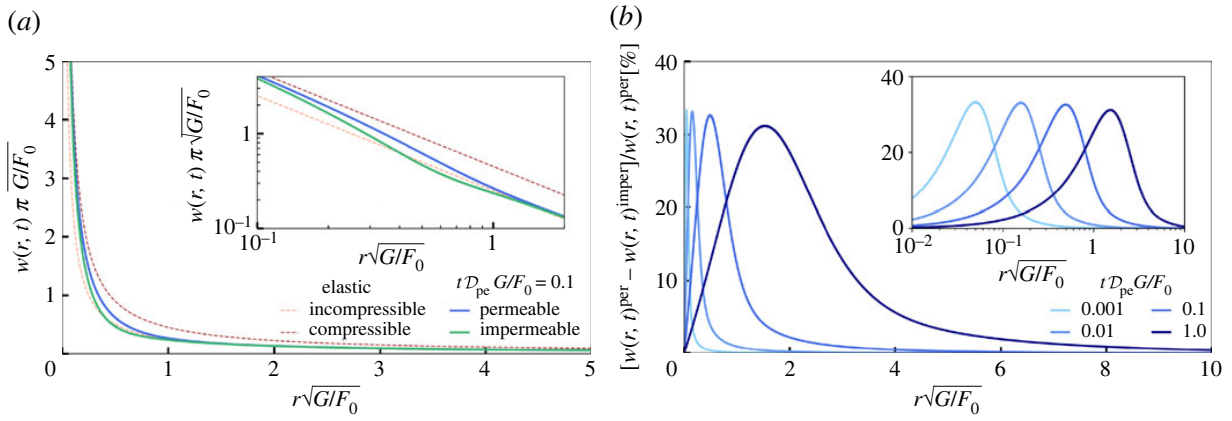 (a)
5
4
3
2
1
0
w(r, t) π √G/F₀
1
2
3
4
5
r√G/F₀
w(r, t) π√G/F₀
1
10⁻¹
10⁻¹
1
r√G/F₀
elastic
incompressible
compressible
t𝒟pe G/F₀ = 0.1
permeable
impermeable
(b)
[w(r, t)ᵖᵉʳ – w(r, t)ⁱᵐᵖᵉʳ]/w(r, t)ᵖᵉʳ[%]
40
30
20%
10%
0
2
4
6
8
10
r√G/F₀
40
20
0
10⁻²
10⁻¹
1
10
r√G/F₀
t𝒟pe G/F₀
0.001
0.01
0.1
1.0